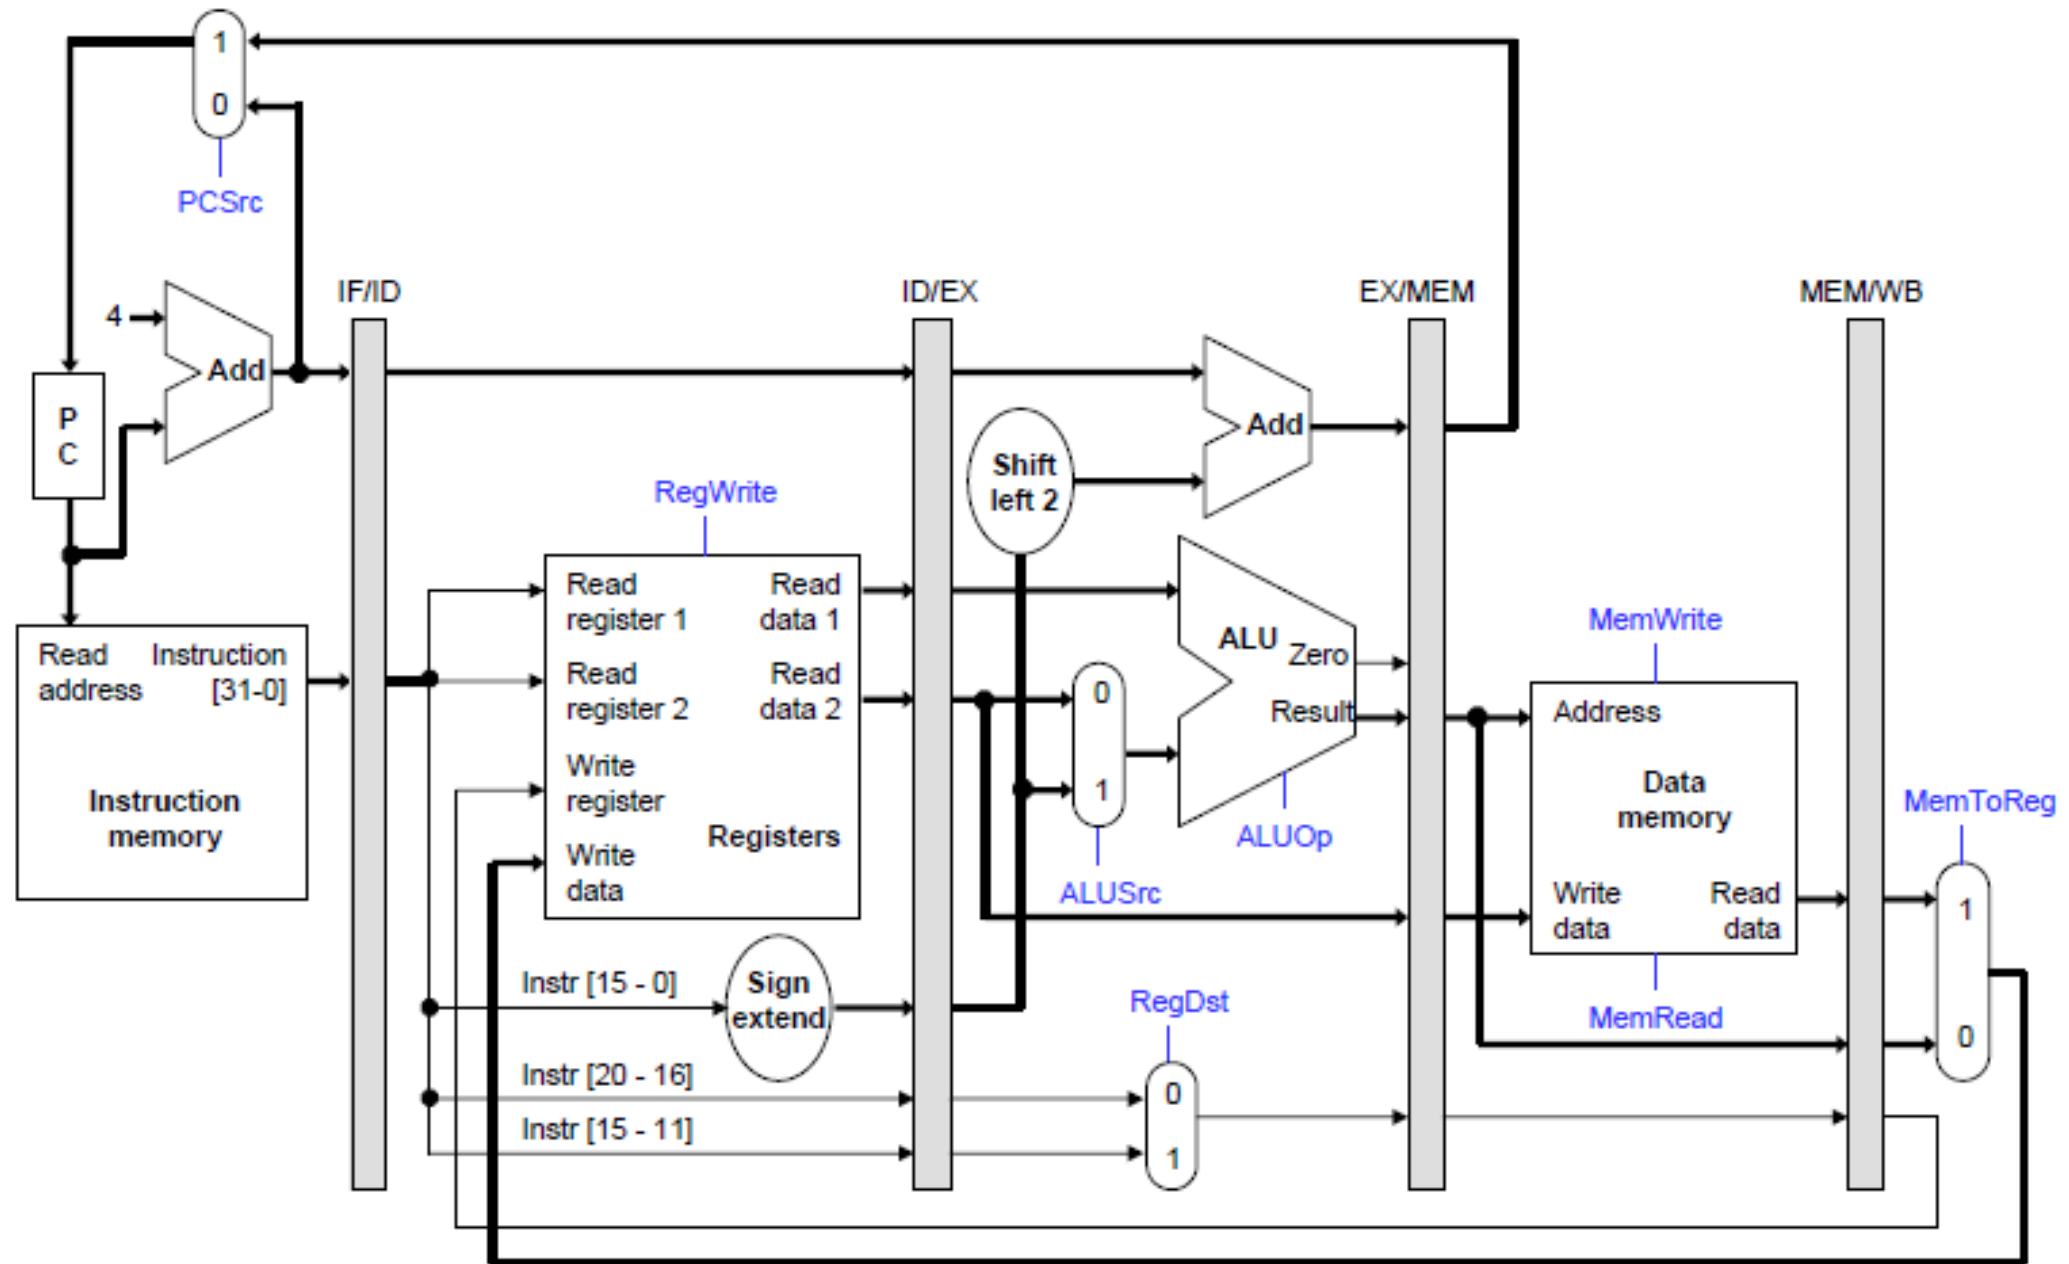 1
0
PCSrc
4
Add
P
C
IF/ID
ID/EX
EX/MEM
MEM/WB
Add
Shift
left 2
RegWrite
Read
address
Instruction
[31-0]
Instruction
memory
Read
register 1
Read
data 1
Read
register 2
Read
data 2
Write
register
Write
data
Registers
0
1
ALUSrc
ALU
Zero
Result
ALUOp
MemWrite
Address
Data
memory
Write
data
Read
data
MemRead
MemToReg
1
0
Instr [15 - 0]
Sign
extend
Instr [20 - 16]
Instr [15 - 11]
RegDst
0
1